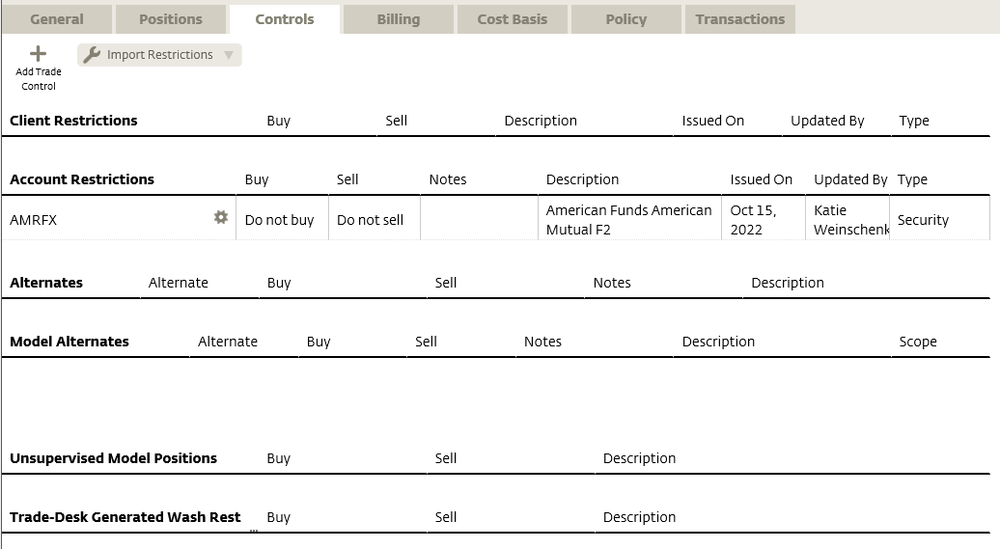 General Positions Controls Billing Cost Basis Policy Transactions
Import Restrictions
Add Trade
Control
Client Restrictions Buy Sell Description Issued On Updated By Type
Account Restrictions Buy Sell Notes Description Issued On Updated By Type
AMRFX Do not buy Do not sell American Funds American Mutual F2 Oct 15, 2022 Katie Weinschenk Security
Alternates Alternate Buy Sell Notes Description
Model Alternates Alternate Buy Sell Notes Description Scope
Unsupervised Model Positions Buy Sell Description
Trade-Desk Generated Wash Rest... Buy Sell Description